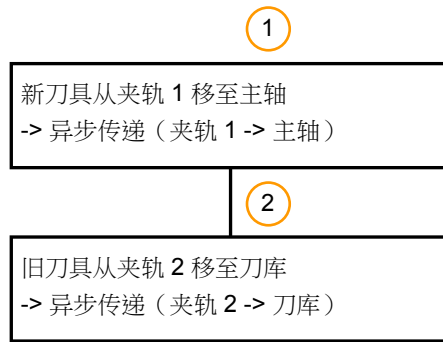 1
新刀具从夹轨 1 移至主轴
-> 异步传递（夹轨 1 -> 主轴）
2
旧刀具从夹轨 2 移至刀库
-> 异步传递（夹轨 2 -> 刀库）